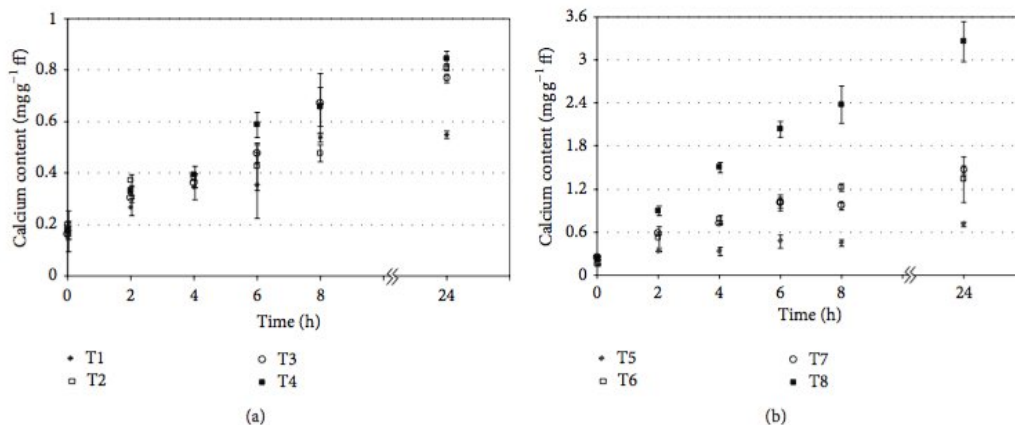 Calcium content (mg g⁻¹ ff)
1
0.8
0.6
0.4
0.2
0
0 2 4 6 8 24
Time (h)
T1 T3
T2 T4
(a)
Calcium content (mg g⁻¹ ff)
3.6
3
2.4
1.8
1.2
0.6
0
0 2 4 6 8 24
Time (h)
T5 T7
T6 T8
(b)